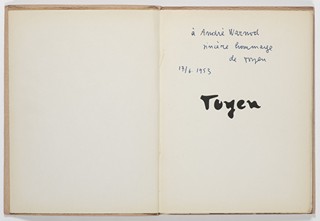 à André Warnod
sincère hommage
de Toyen
19/6 1953
Toyen